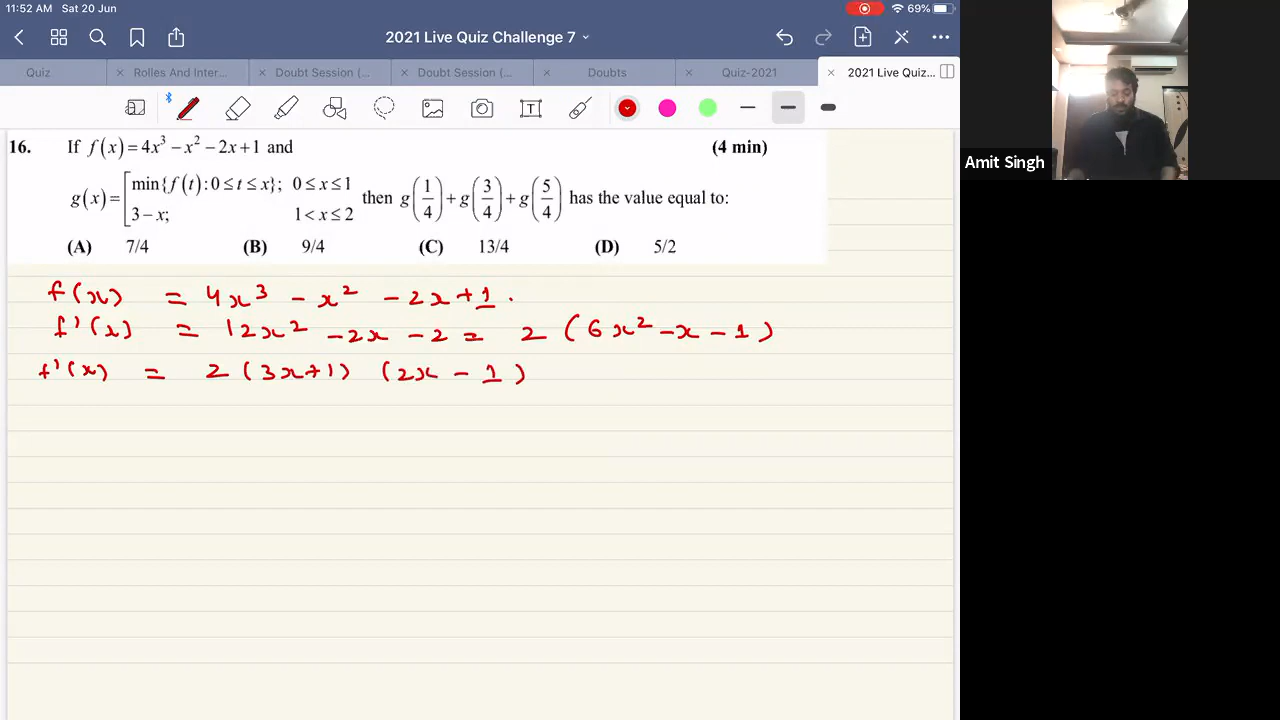 11:52 AM Sat 20 Jun
69%
2021 Live Quiz Challenge 7
Quiz
Rolles And Inter...
Doubt Session (...
Doubt Session (...
Doubts
Quiz-2021
2021 Live Quiz...
16. If f(x) = 4x³ − x² − 2x + 1 and (4 min)
g(x) = [ min{f(t) : 0 ≤ t ≤ x}; 0 ≤ x ≤ 1
3 − x; 1 < x ≤ 2
then g(1/4) + g(3/4) + g(5/4) has the value equal to:
(A) 7/4 (B) 9/4 (C) 13/4 (D) 5/2
f(x) = 4x³ − x² − 2x + 1.
f'(x) = 12x² − 2x − 2 = 2 (6x² − x − 1)
f'(x) = 2 (3x+1) (2x − 1)
Amit Singh